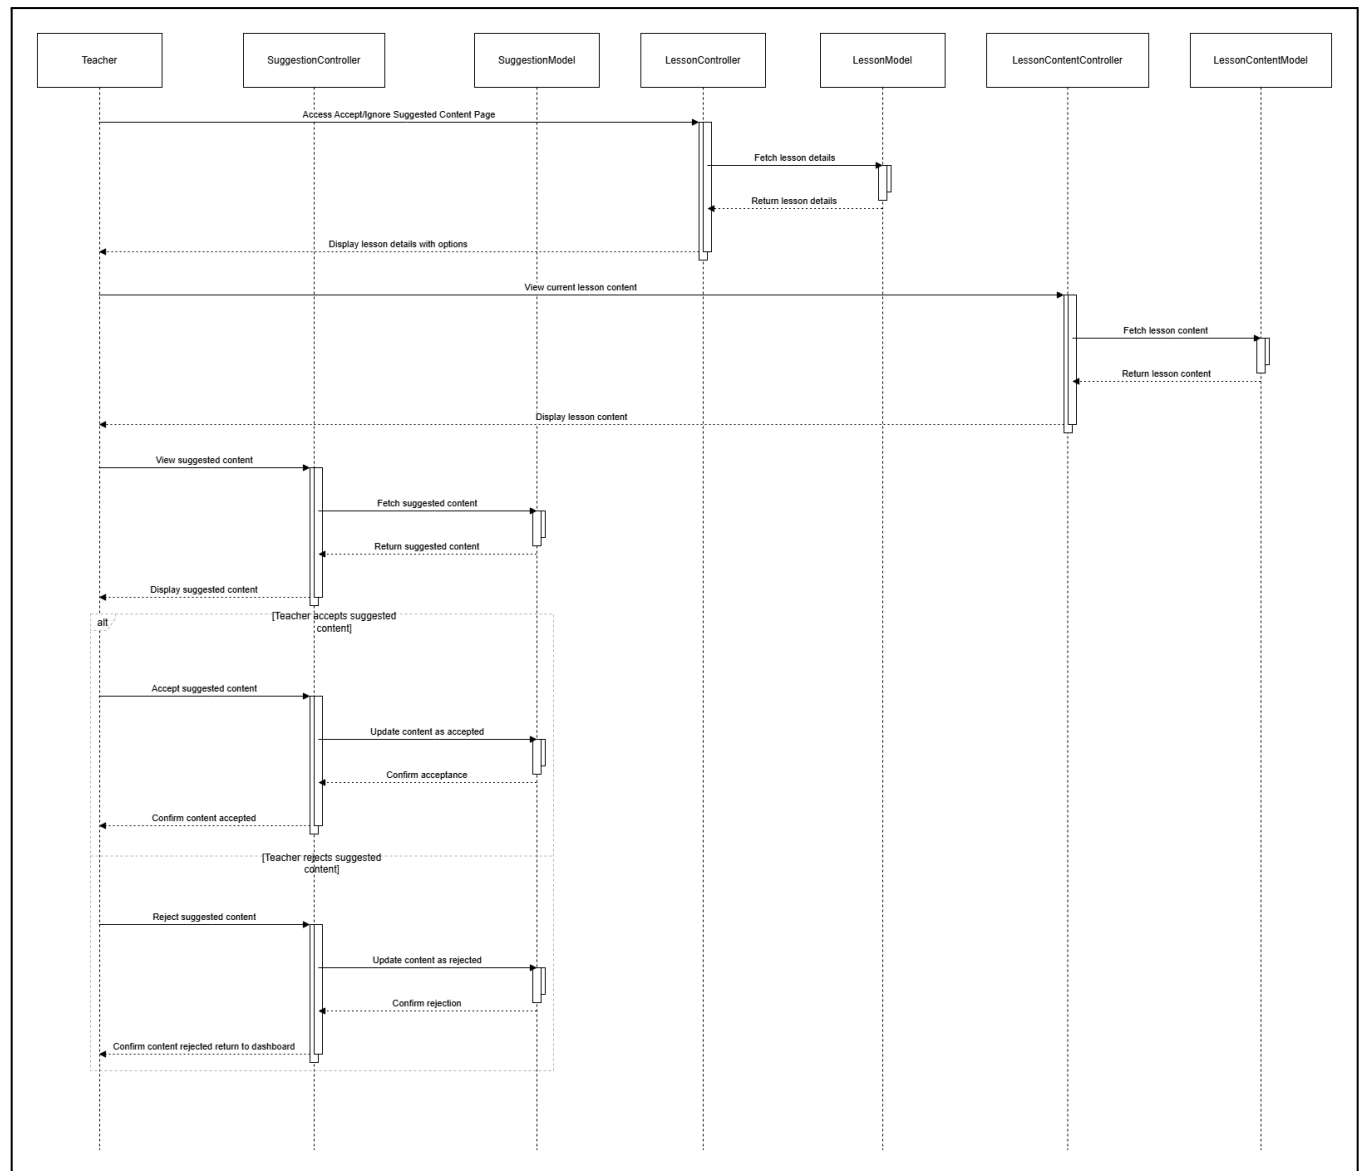 Teacher
SuggestionController
SuggestionModel
LessonController
LessonModel
LessonContentController
LessonContentModel
Access Accept/Ignore Suggested Content Page
Fetch lesson details
Return lesson details
Display lesson details with options
View current lesson content
Fetch lesson content
Return lesson content
Display lesson content
View suggested content
Fetch suggested content
Return suggested content
Display suggested content
alt
[Teacher accepts suggested
content]
Accept suggested content
Update content as accepted
Confirm acceptance
Confirm content accepted
[Teacher rejects suggested
content]
Reject suggested content
Update content as rejected
Confirm rejection
Confirm content rejected return to dashboard